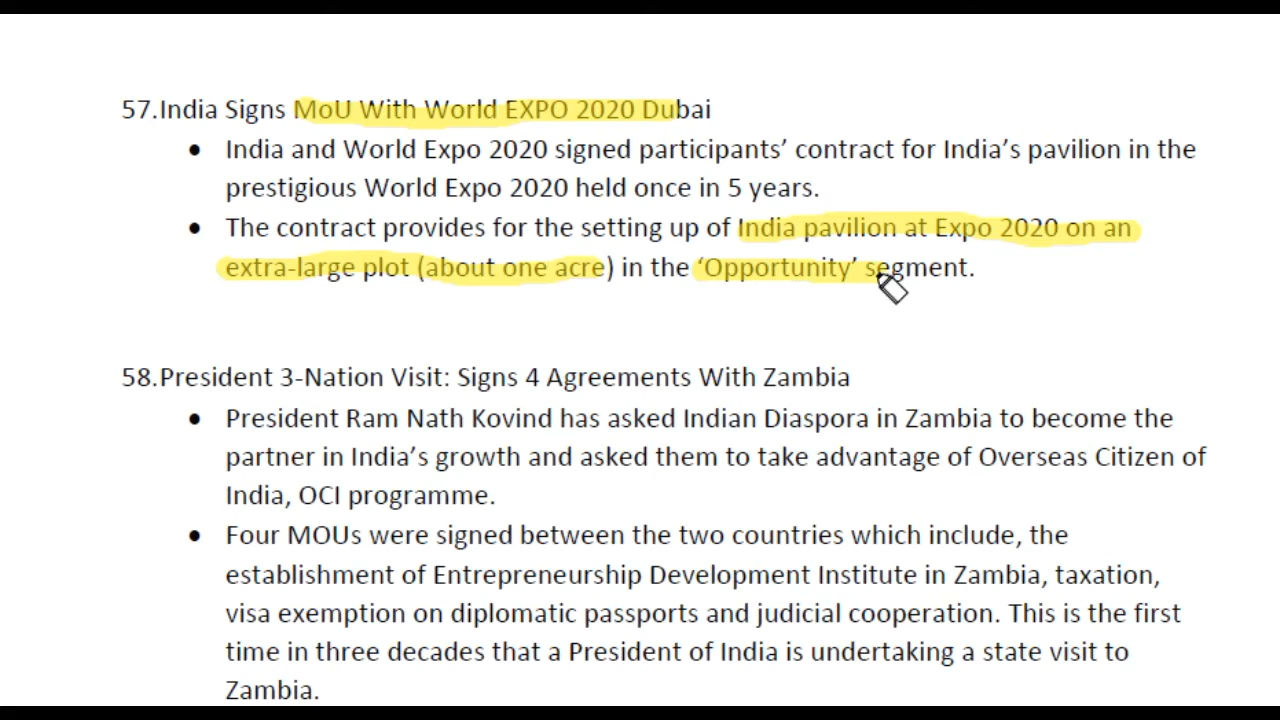 57.India Signs MoU With World EXPO 2020 Dubai
• India and World Expo 2020 signed participants’ contract for India’s pavilion in the
prestigious World Expo 2020 held once in 5 years.
• The contract provides for the setting up of India pavilion at Expo 2020 on an
extra-large plot (about one acre) in the ‘Opportunity’ segment.
58.President 3-Nation Visit: Signs 4 Agreements With Zambia
• President Ram Nath Kovind has asked Indian Diaspora in Zambia to become the
partner in India’s growth and asked them to take advantage of Overseas Citizen of
India, OCI programme.
• Four MOUs were signed between the two countries which include, the
establishment of Entrepreneurship Development Institute in Zambia, taxation,
visa exemption on diplomatic passports and judicial cooperation. This is the first
time in three decades that a President of India is undertaking a state visit to
Zambia.